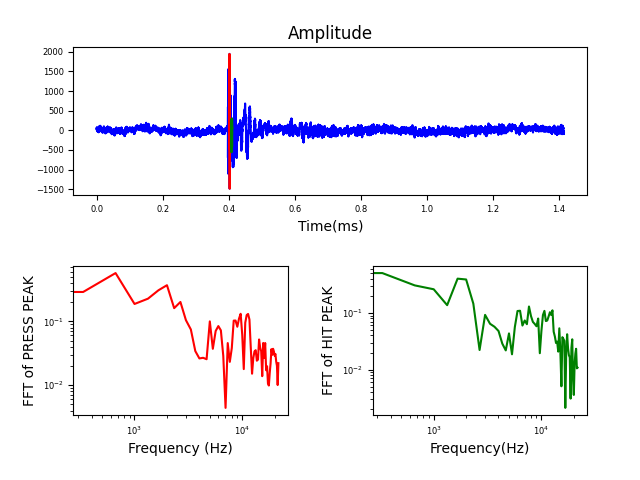 Amplitude
2000
1500
1000
500
0
−500
−1000
−1500
0.0 0.2 0.4 0.6 0.8 1.0 1.2 1.4
Time(ms)
FFT of PRESS PEAK
10⁻¹
10⁻²
10³ 10⁴
Frequency (Hz)
FFT of HIT PEAK
10⁻¹
10⁻²
10³ 10⁴
Frequency(Hz)